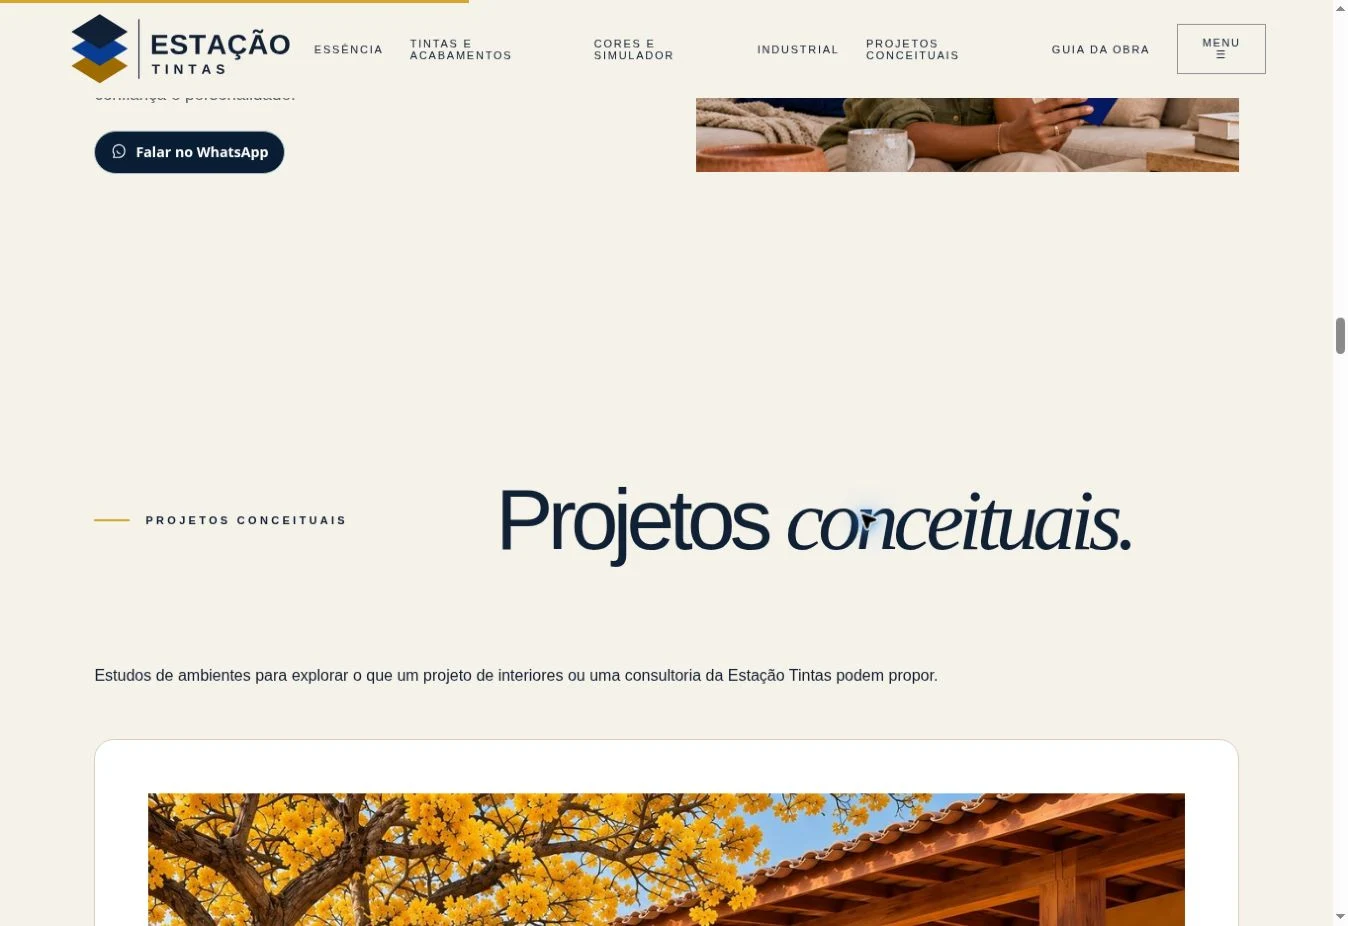 ESTAÇÃO
TINTAS
ESSÊNCIA
TINTAS E
ACABAMENTOS
CORES E
SIMULADOR
INDUSTRIAL
PROJETOS
CONCEITUAIS
GUIA DA OBRA
MENU
confiança e personalidade.
Falar no WhatsApp
PROJETOS CONCEITUAIS
Projetos conceituais.
Estudos de ambientes para explorar o que um projeto de interiores ou uma consultoria da Estação Tintas podem propor.